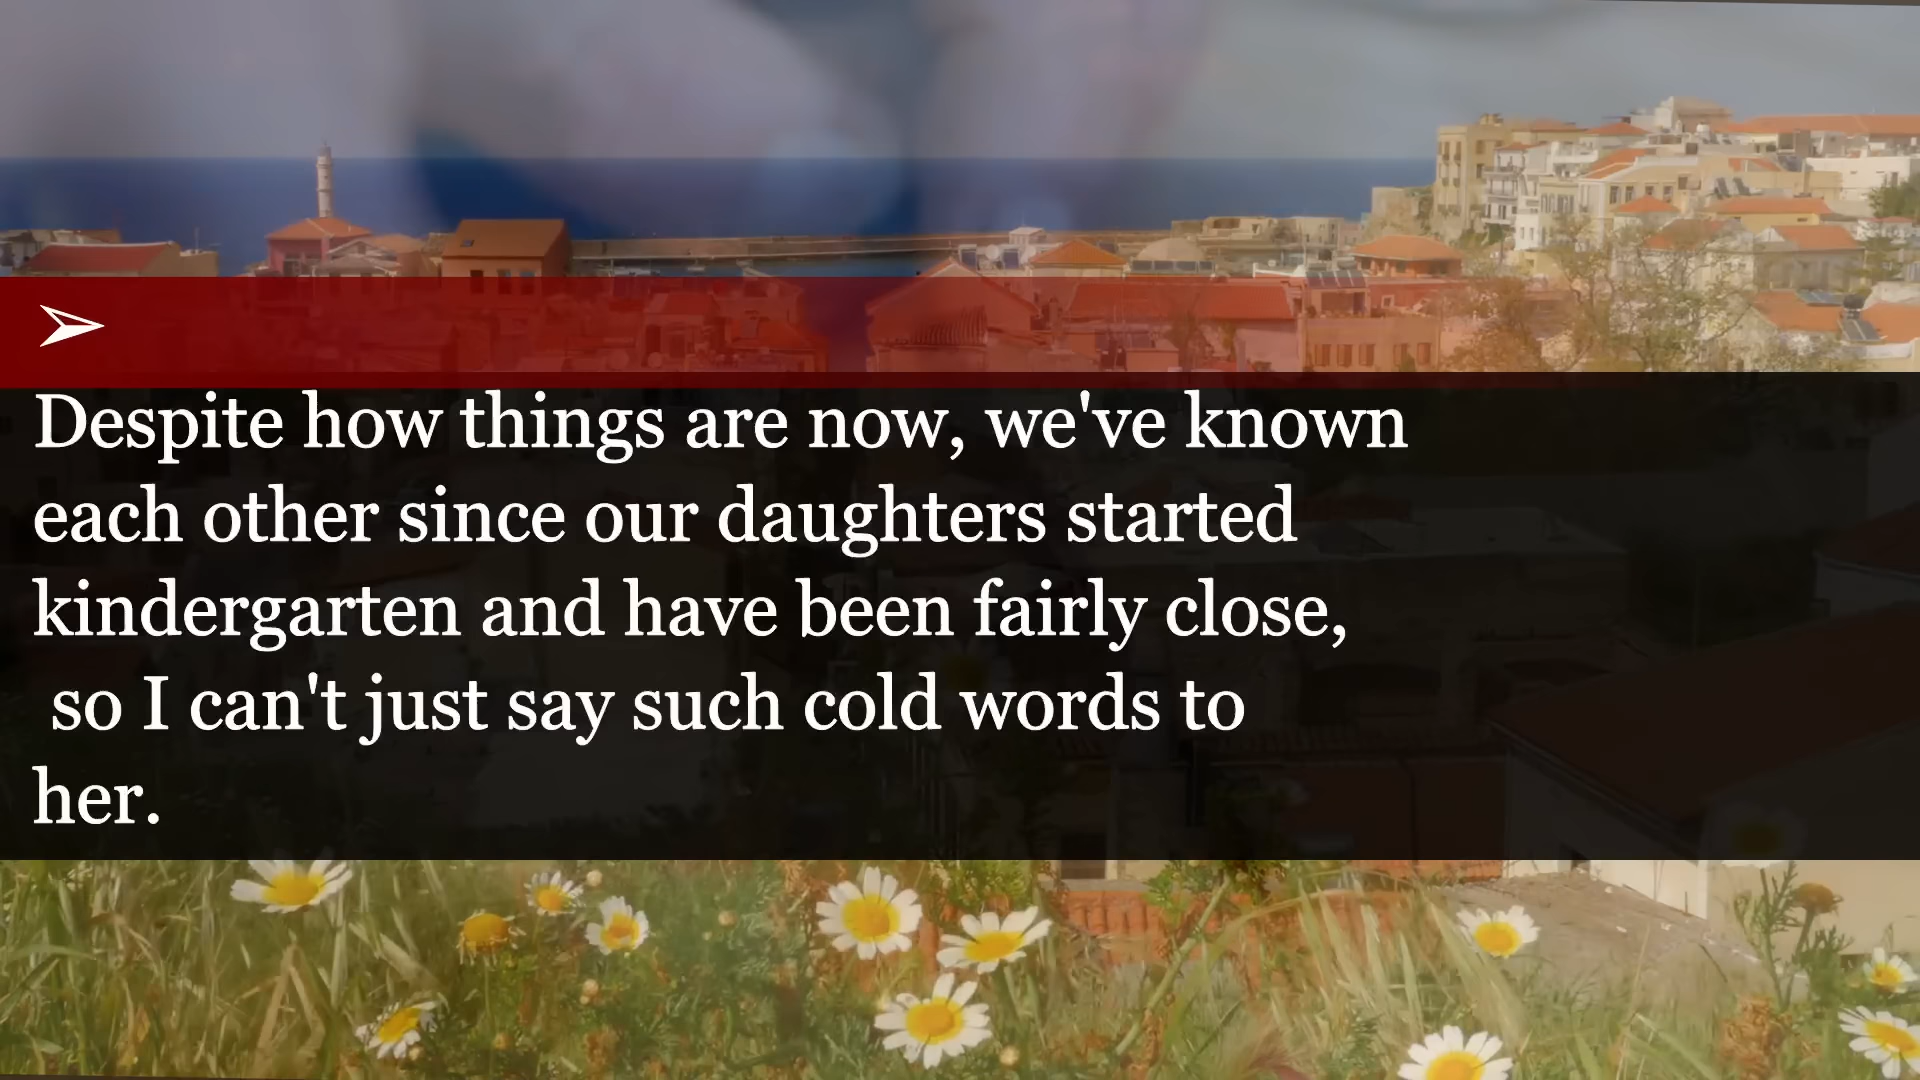 Despite how things are now, we've known
each other since our daughters started
kindergarten and have been fairly close,
so I can't just say such cold words to
her.